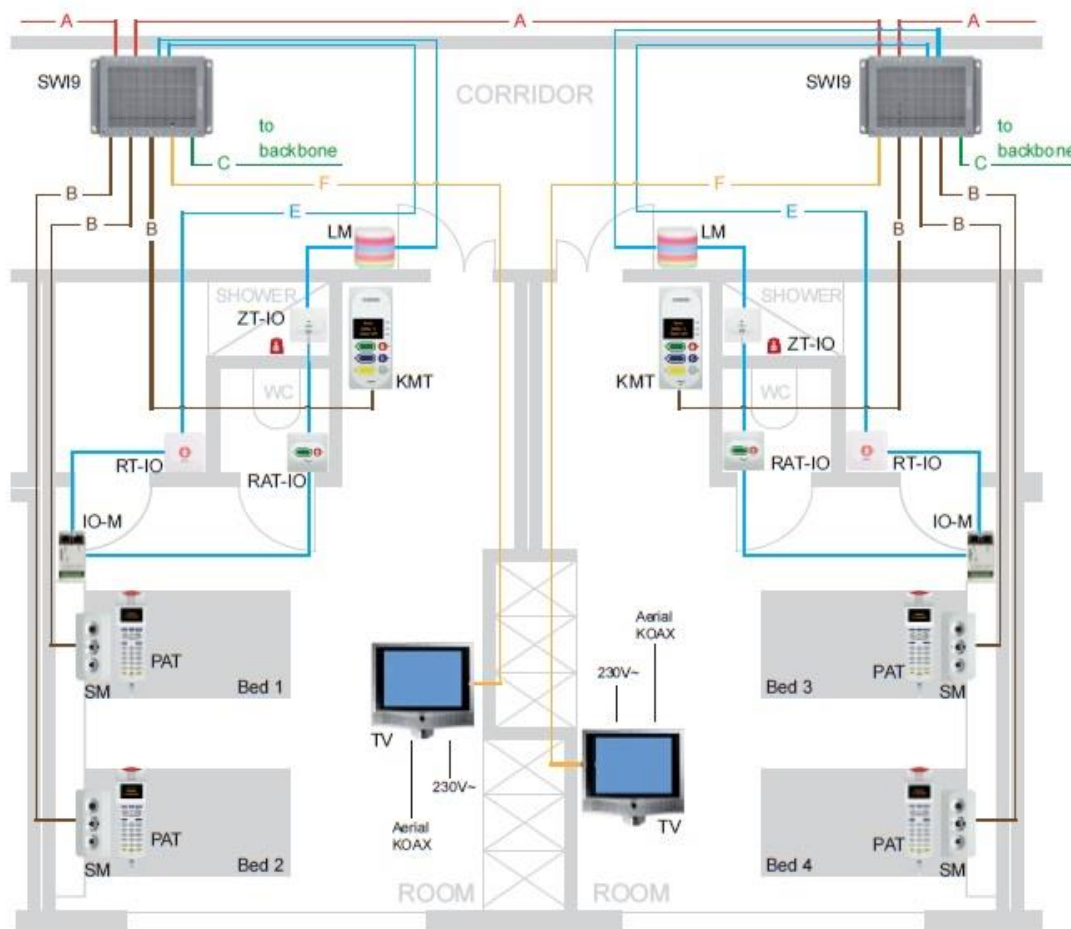 A
A
A
SWI9
SWI9
CORRIDOR
to
backbone
C
to
backbone
C
B
B
B
F
F
B
B
B
E
E
LM
LM
SHOWER
SHOWER
ZT-IO
ZT-IO
KMT
KMT
WC
WC
RT-IO
RAT-IO
RAT-IO
RT-IO
IO-M
IO-M
PAT
SM
Bed 1
Aerial
KOAX
230V~
Bed 3
PAT
SM
TV
230V~
Aerial
KOAX
TV
PAT
SM
Bed 2
Bed 4
PAT
SM
ROOM
ROOM